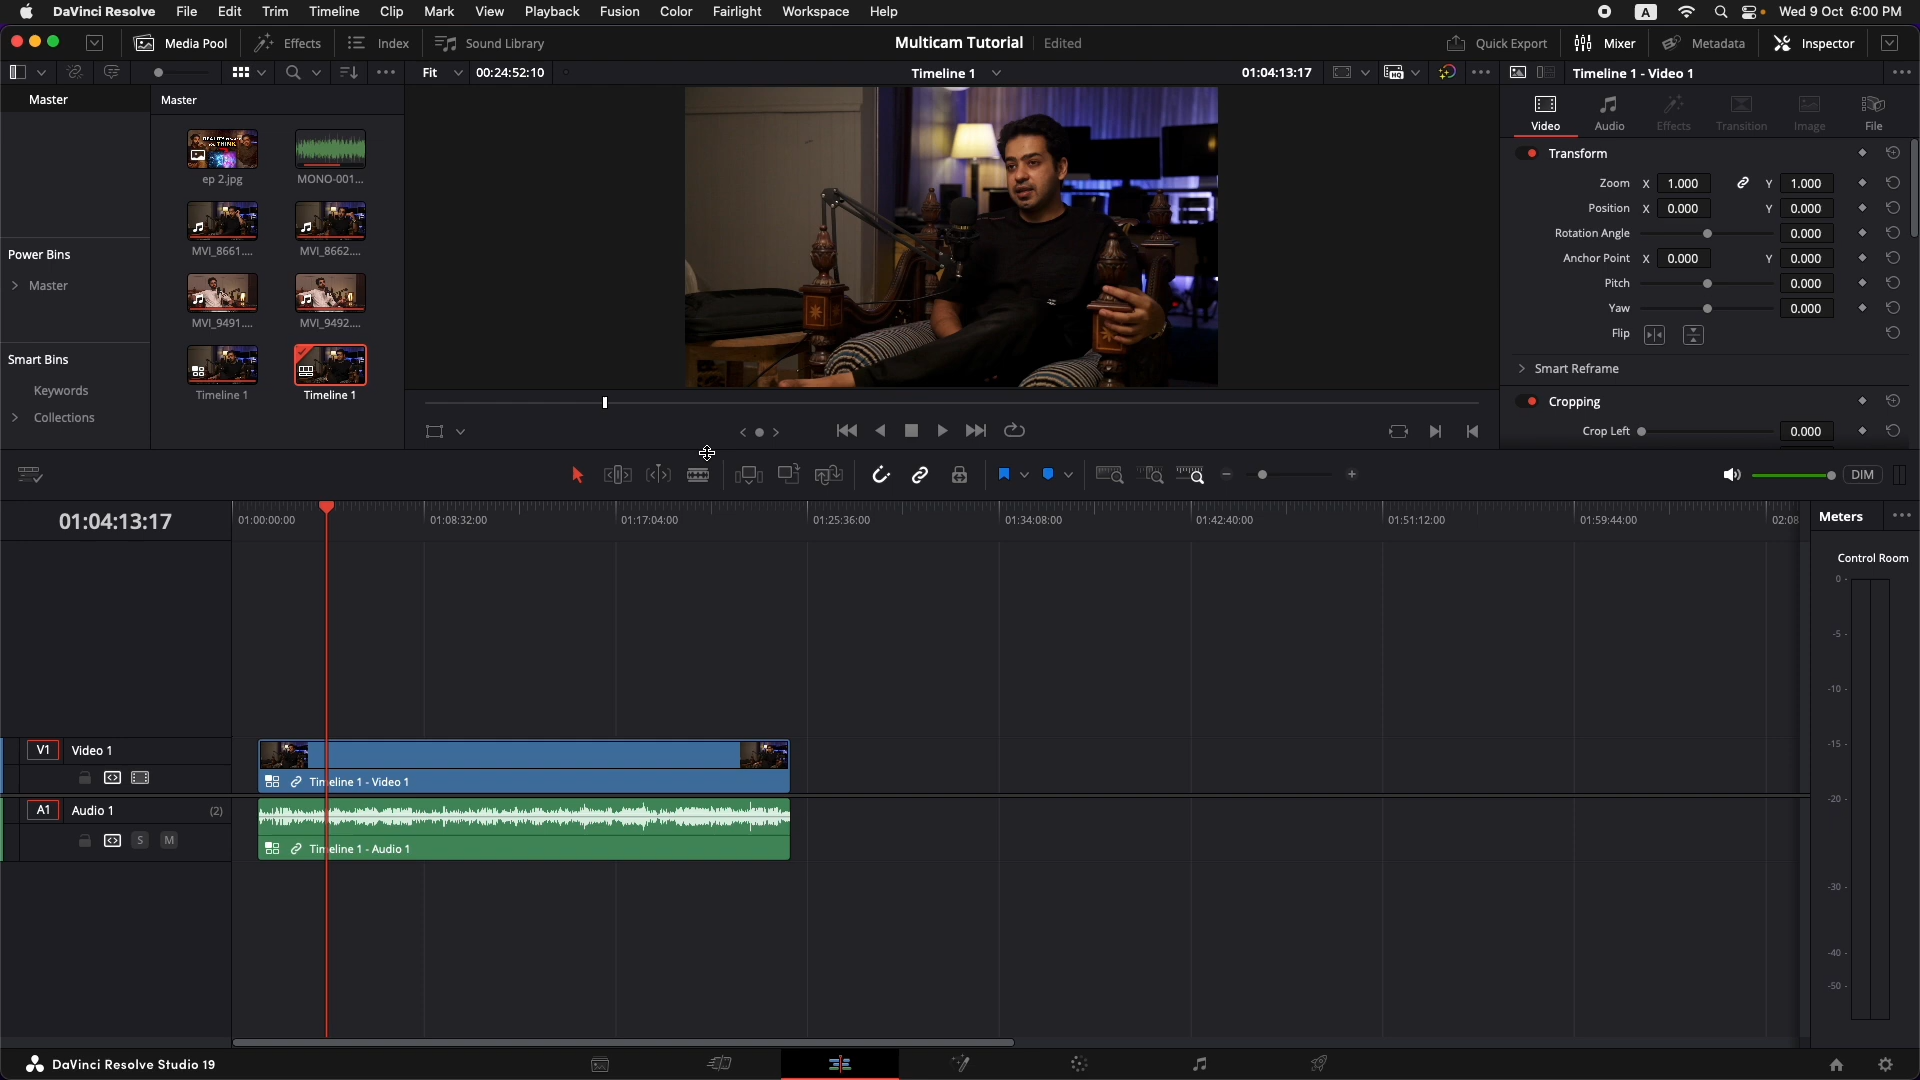 DaVinci Resolve File Edit Trim Timeline Clip Mark View Playback Fusion Color Fairlight Workspace Help A Wed 9 Oct 6:00 PM
Media Pool Effects Index Sound Library Multicam Tutorial Edited Quick Export Mixer Metadata Inspector
Fit 00:24:52:10 Timeline 1 01:04:13:17 HQ Timeline 1 - Video 1
Master Master
Video Audio Effects Transition Image File
ep 2.jpg MONO-001...
MVI_8661.... MVI_8662....
MVI_9491.... MVI_9492....
Timeline 1 Timeline 1
Power Bins
Master
Smart Bins
Keywords
Collections
Transform
Zoom X 1.000 Y 1.000
Position X 0.000 Y 0.000
Rotation Angle 0.000
Anchor Point X 0.000 Y 0.000
Pitch 0.000
Yaw 0.000
Flip
Smart Reframe
Cropping
Crop Left 0.000
DIM
01:04:13:17 01:00:00:00 01:08:32:00 01:17:04:00 01:25:36:00 01:34:08:00 01:42:40:00 01:51:12:00 01:59:44:00 02:08
Meters
Control Room
0 -
-5 -
-10 -
-15 -
-20 -
-30 -
-40 -
-50 -
V1 Video 1
Timeline 1 - Video 1
A1 Audio 1 (2)
S M
Timeline 1 - Audio 1
DaVinci Resolve Studio 19